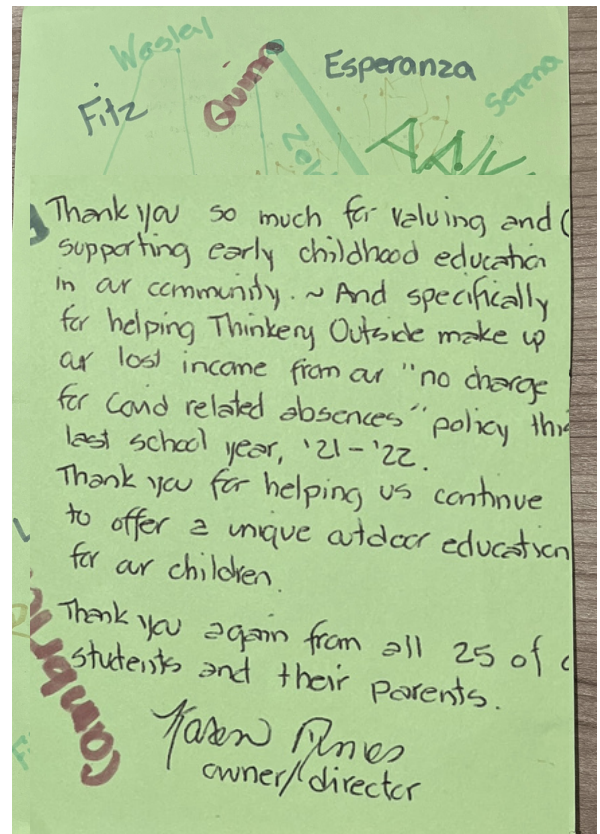 Wesley
Fitz
Quinn
Esperanza
Serena
Thank you so much for valuing and
supporting early childhood education
in our community. ~ And specifically
for helping Thinkery Outside make up
our lost income from our "no charge
for Covid related absences" policy this
last school year, '21-'22.
Thank you for helping us continue
to offer a unique outdoor education
for our children.
Thank you again from all 25 of
students and their parents.
Karen
owner/director